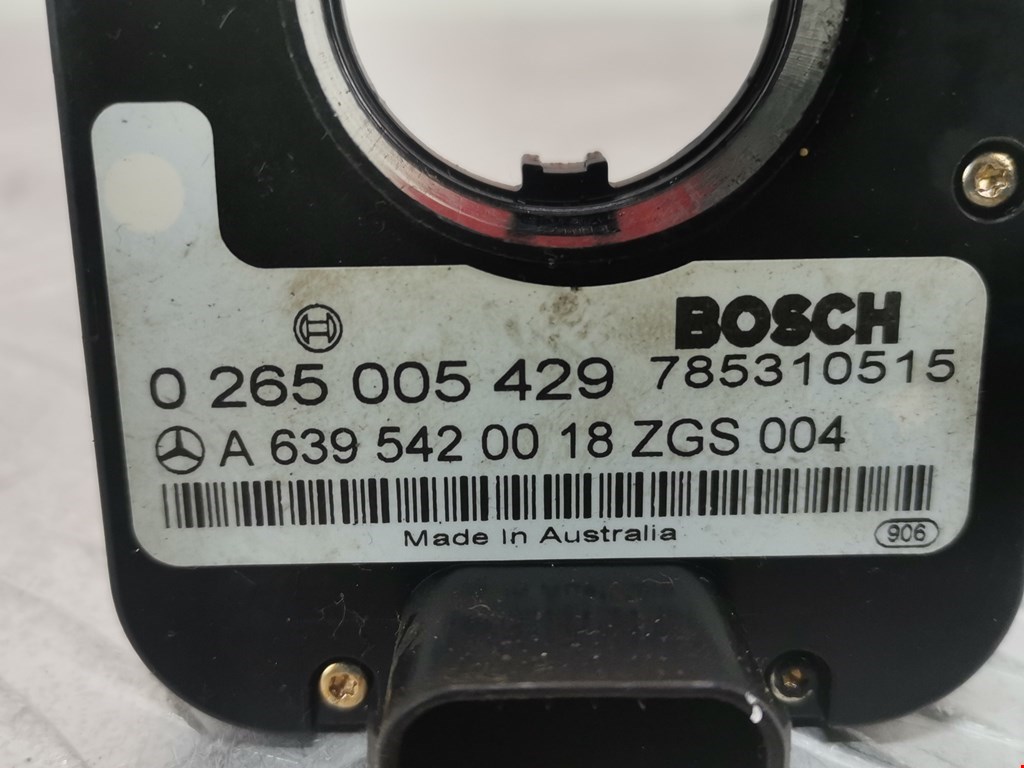 BOSCH
0 265 005 429 785310515
A 639 542 00 18 ZGS 004
Made In Australia
906